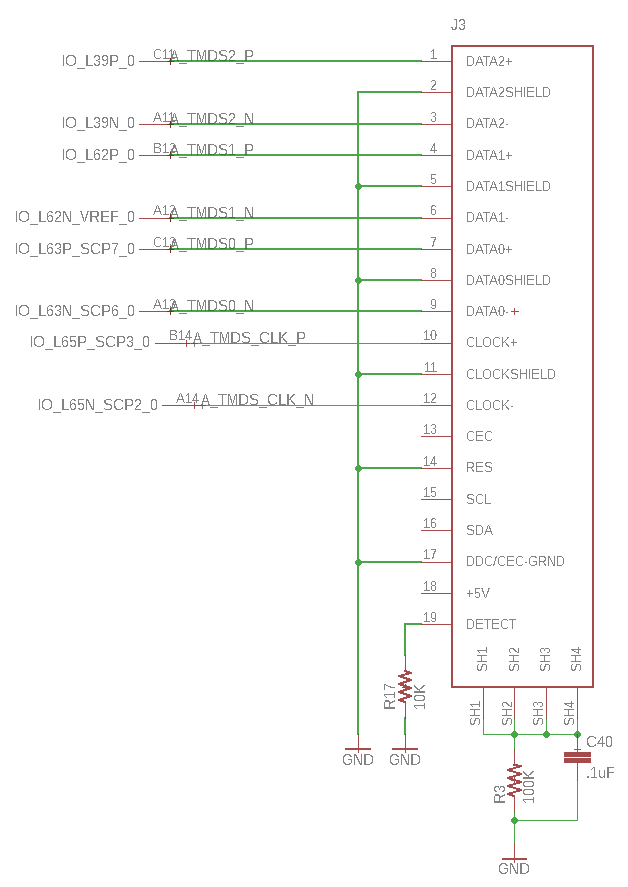 J3
IO_L39P_0 C11 A_TMDS2_P 1 DATA2+
2 DATA2SHIELD
IO_L39N_0 A11 A_TMDS2_N 3 DATA2-
IO_L62P_0 B12 A_TMDS1_P 4 DATA1+
5 DATA1SHIELD
IO_L62N_VREF_0 A12 A_TMDS1_N 6 DATA1-
IO_L63P_SCP7_0 C13 A_TMDS0_P 7 DATA0+
8 DATA0SHIELD
IO_L63N_SCP6_0 A13 A_TMDS0_N 9 DATA0-+
IO_L65P_SCP3_0 B14 A_TMDS_CLK_P 10 CLOCK+
11 CLOCKSHIELD
IO_L65N_SCP2_0 A14 A_TMDS_CLK_N 12 CLOCK-
13 CEC
14 RES
15 SCL
16 SDA
17 DDC/CEC-GRND
18 +5V
19 DETECT
SH1 SH2 SH3 SH4
R17 10K
SH1 SH2 SH3 SH4
GND GND
C40
.1uF
R3 100K
GND